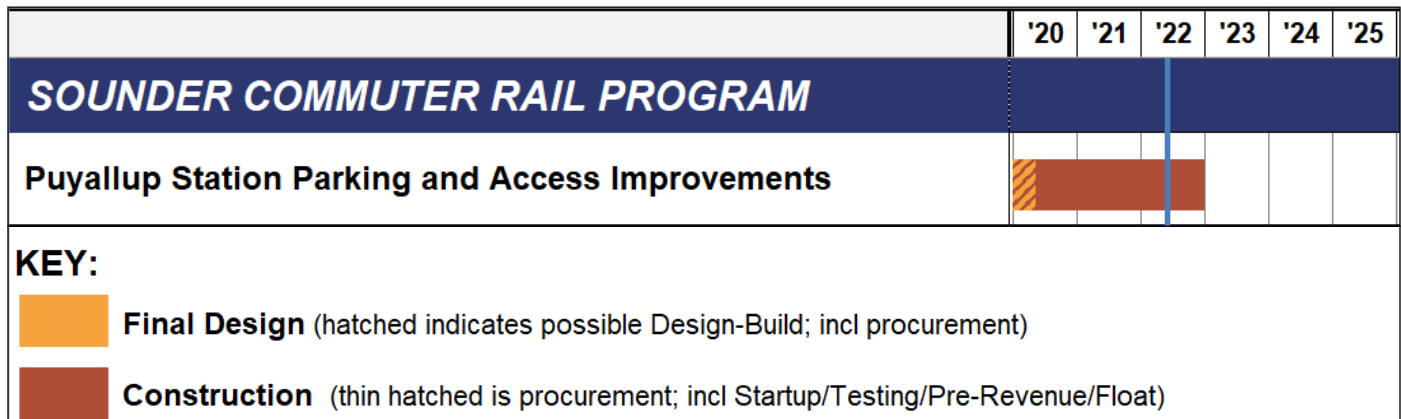 '20 '21 '22 '23 '24 '25
SOUNDER COMMUTER RAIL PROGRAM
Puyallup Station Parking and Access Improvements
KEY:
Final Design (hatched indicates possible Design-Build; incl procurement)
Construction (thin hatched is procurement; incl Startup/Testing/Pre-Revenue/Float)